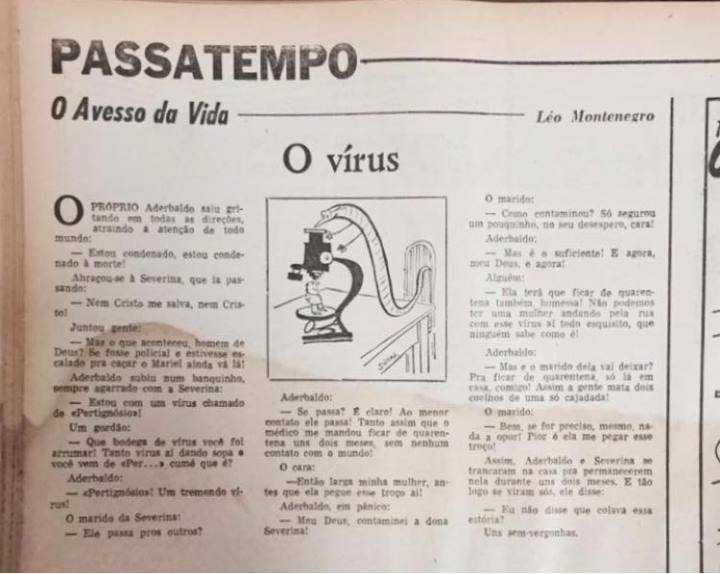 PASSATEMPO
O Avesso da Vida
Léo Montenegro
O vírus
O PRÓPRIO Aderbaldo saiu gri-
tando em todas as direções,
atraindo a atenção de todo
mundo:
— Estou condenado, estou conde-
nado à morte!
Abraçou-se à Severina, que ia pas-
sando:
— Nem Cristo me salva, nem Cris-
to!
Juntou gente:
— Mas o que aconteceu, homem de
Deus? Se fosse policial e estivesse es-
calado pra caçar o Mariel ainda vá lá!
Aderbaldo subiu num banquinho,
sempre agarrado com a Severina:
— Estou com um vírus chamado
de «Pertignósio»!
Um gordão:
— Que bodega de vírus você foi
arrumar! Tanto vírus aí dando sopa e
você vem de «Per...» cumé que é?
Aderbaldo:
— «Pertignósio»! Um tremendo ví-
rus!
O marido da Severina:
— Ele passa pros outros?
Aderbaldo:
— Se passa? É claro! Ao menor
contato ele passa! Tanto assim que o
médico me mandou ficar de quaren-
tena uns dois meses, sem nenhum
contato com o mundo!
O cara:
—Então larga minha mulher, an-
tes que ela pegue esse troço aí!
Aderbaldo, em pânico:
— Meu Deus, contaminei a dona
Severina!
O marido:
— Como contaminou? Só segurou
um pouquinho, no seu desespero, cara!
Aderbaldo:
— Mas é o suficiente! E agora,
meu Deus, e agora!
Alguém:
— Ela terá que ficar de quaren-
tena também, homessa! Não podemos
ter uma mulher andando pela rua
com esse vírus aí todo esquisito, que
ninguém sabe como é!
Aderbaldo:
— Mas e o marido dela vai deixar?
Pra ficar de quarentena, só lá em
casa, comigo! Assim a gente mata dois
coelhos de uma só cajadada!
O marido:
— Bem, se for preciso, mesmo, na-
da a opor! Pior é ela me pegar esse
troço!
Assim, Aderbaldo e Severina se
trancaram na casa pra permanecerem
nela durante uns dois meses. E tão
logo se viram sós, ele disse:
— Eu não disse que colava essa
estória?
Uns sem-vergonhas.